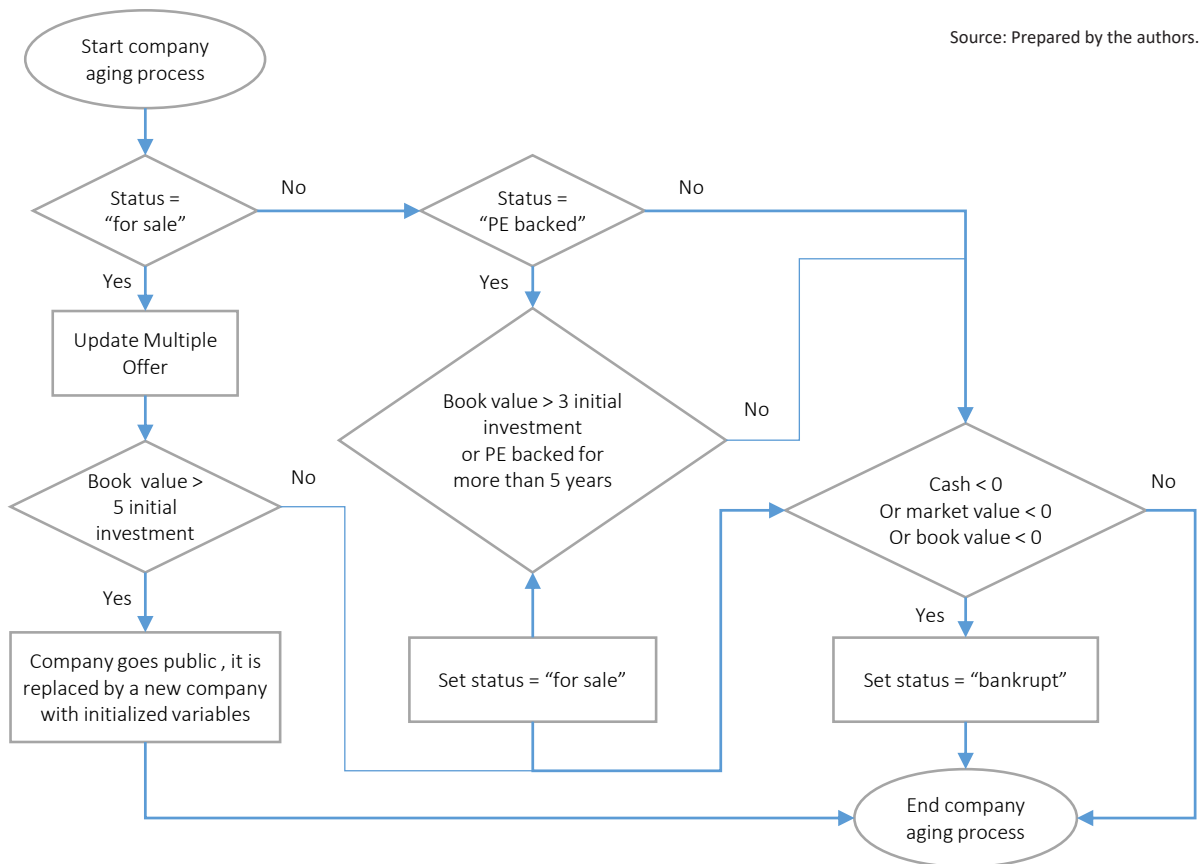 Start company
aging process
Source: Prepared by the authors.
Status =
“for sale”
No
Status =
“PE backed”
No
Yes
Yes
Update Multiple
Offer
Book value > 3 initial
investment
or PE backed for
more than 5 years
No
Book value >
5 initial
investment
No
Cash < 0
Or market value < 0
Or book value < 0
No
Yes
Yes
Company goes public , it is
replaced by a new company
with initialized variables
Set status = “for sale”
Set status = “bankrupt”
End company
aging process